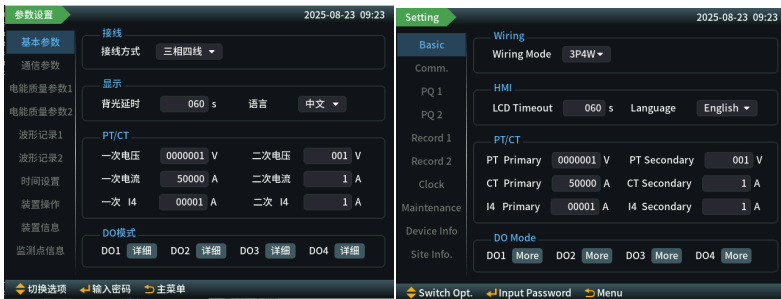 参数设置 2025-08-23 09:23
基本参数
通信参数
电能质量参数1
电能质量参数2
波形记录1
波形记录2
时间设置
装置操作
装置信息
监测点信息
接线
接线方式 三相四线
显示
背光延时 060 s 语言 中文
PT/CT
一次电压 0000001 V 二次电压 001 V
一次电流 50000 A 二次电流 1 A
一次 I4 00001 A 二次 I4 1 A
DO模式
DO1 详细 DO2 详细 DO3 详细 DO4 详细
切换选项 输入密码 主菜单
Setting 2025-08-23 09:23
Basic
Comm.
PQ 1
PQ 2
Record 1
Record 2
Clock
Maintenance
Device Info
Site Info.
Wiring
Wiring Mode 3P4W
HMI
LCD Timeout 060 s Language English
PT/CT
PT Primary 0000001 V PT Secondary 001 V
CT Primary 50000 A CT Secondary 1 A
I4 Primary 00001 A I4 Secondary 1 A
DO Mode
DO1 More DO2 More DO3 More DO4 More
Switch Opt. Input Password Menu